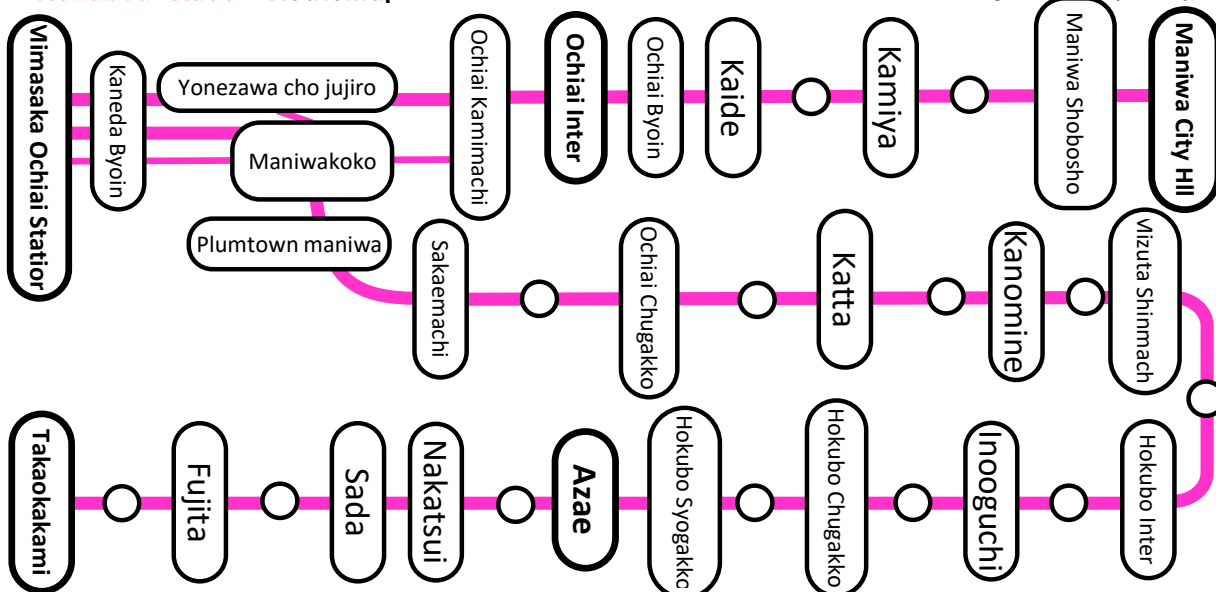 Mimasaka Ochiai Statior
Kaneda Byoin
Yonezawa cho jujiro
Maniwakoko
Plumtown maniwa
Ochiai Kamimachi
Ochiai Inter
Ochiai Byoin
Kaide
Kamiya
Maniwa Shobosho
Maniwa City Hll
Sakaemachi
Ochiai Chugakko
Katta
Kanomine
Mizuta Shinmach
Takaokakami
Fujita
Sada
Nakatsui
Azae
Hokubo Syogakko
Hokubo Chugakko
Inooguchi
Hokubo Inter